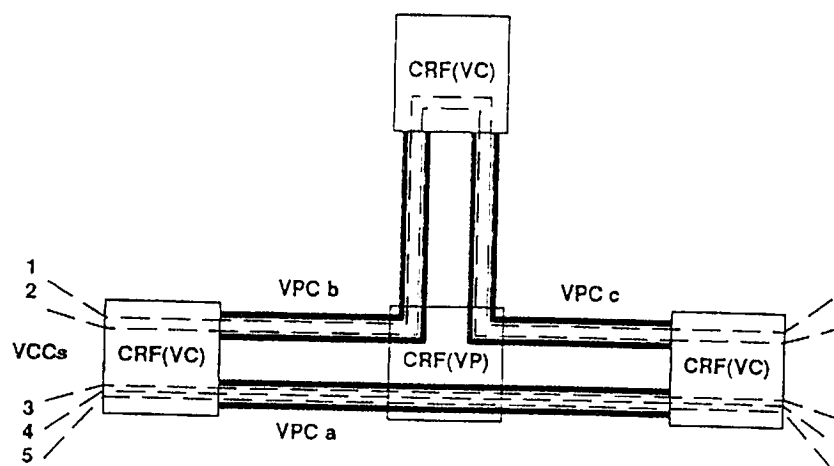 CRF(VC)
1
2
VPC b
VPC c
VCCs
CRF(VC)
CRF(VP)
CRF(VC)
3
4
5
VPC a